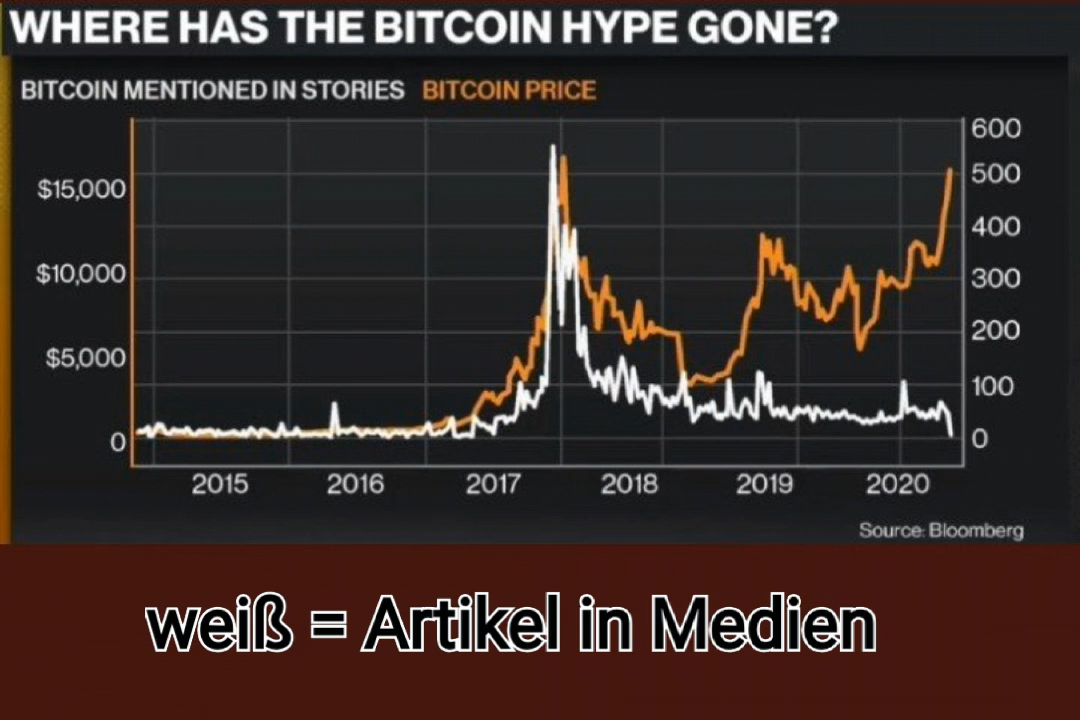 WHERE HAS THE BITCOIN HYPE GONE?
BITCOIN MENTIONED IN STORIES BITCOIN PRICE
600
$15,000
500
400
$10,000
300
200
$5,000
100
0
0
2015 2016 2017 2018 2019 2020
Source: Bloomberg
weiß = Artikel in Medien